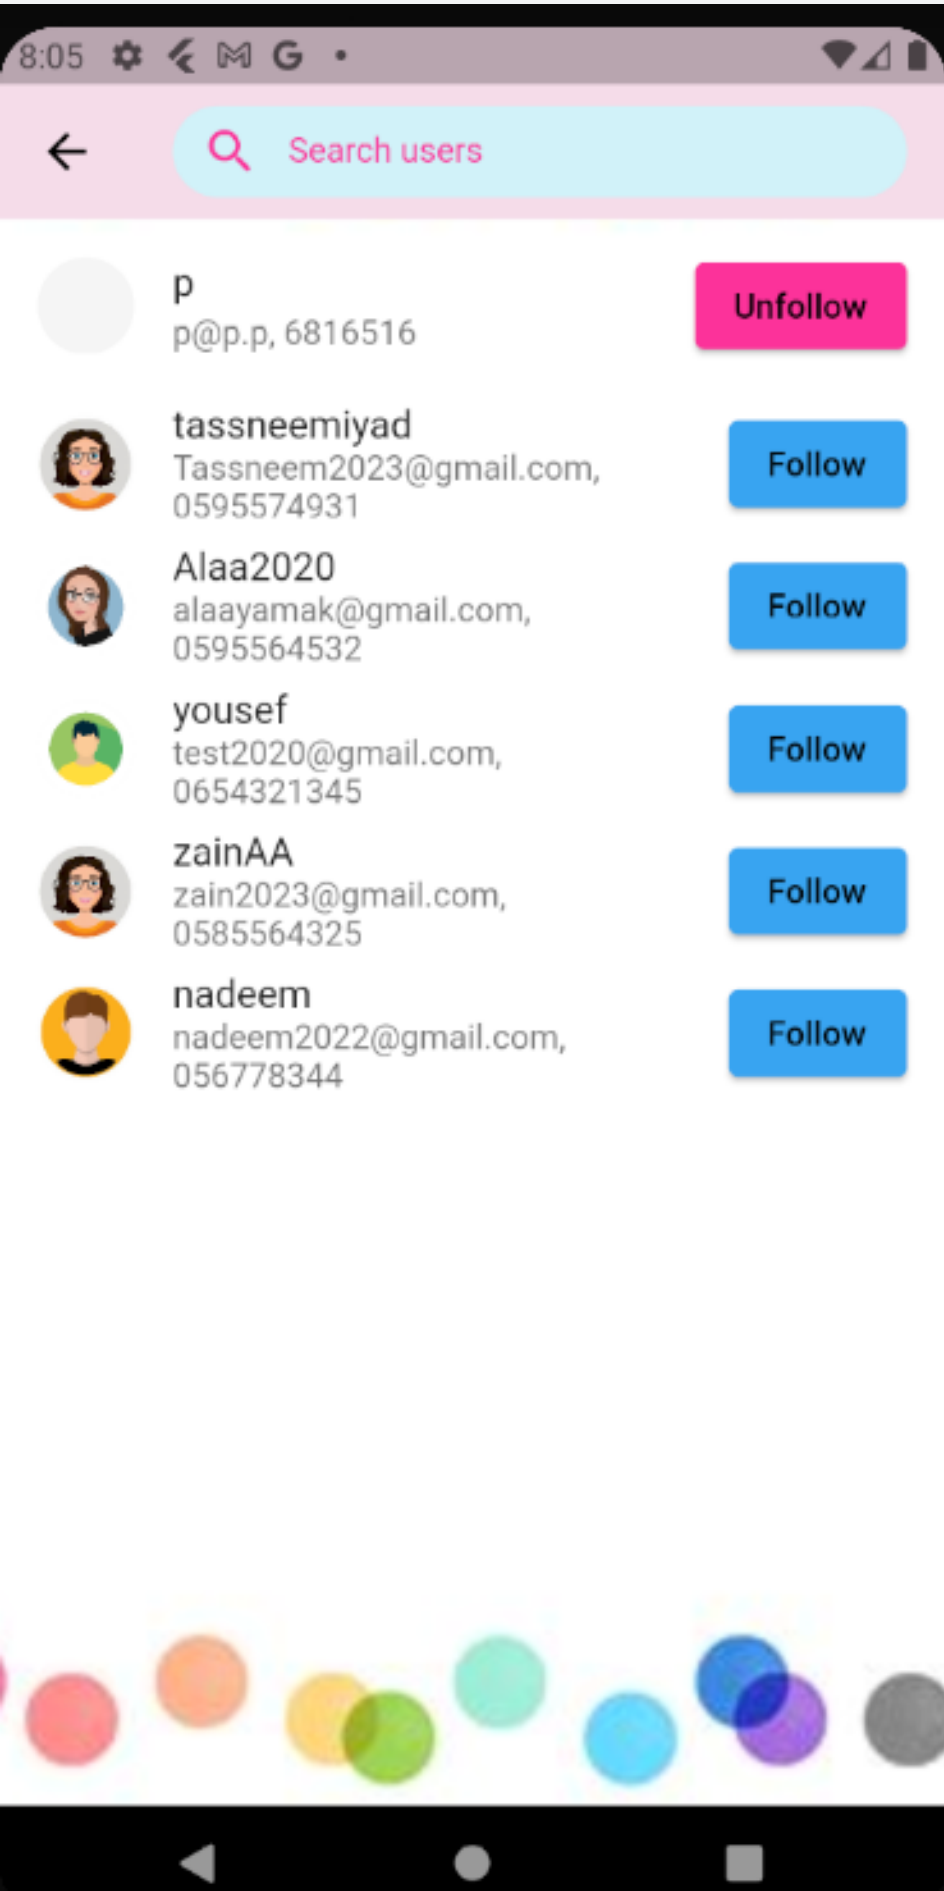 8:05
Search users
p
p@p.p, 6816516
Unfollow
tassneemiyad
Tassneem2023@gmail.com,
0595574931
Follow
Alaa2020
alaayamak@gmail.com,
0595564532
Follow
yousef
test2020@gmail.com,
0654321345
Follow
zainAA
zain2023@gmail.com,
0585564325
Follow
nadeem
nadeem2022@gmail.com,
056778344
Follow